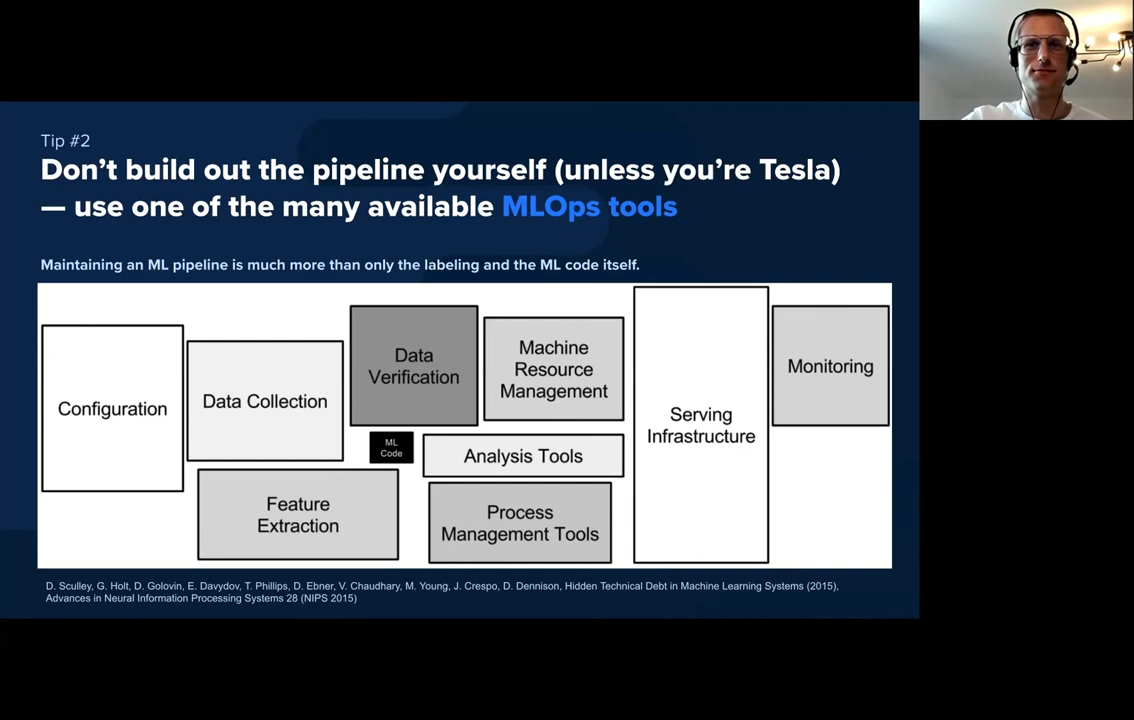 Tip #2
Don’t build out the pipeline yourself (unless you’re Tesla)
— use one of the many available MLOps tools
Maintaining an ML pipeline is much more than only the labeling and the ML code itself.
Configuration
Data Collection
Data
Verification
Machine
Resource
Management
ML
Code
Analysis Tools
Feature
Extraction
Process
Management Tools
Serving
Infrastructure
Monitoring
D. Sculley, G. Holt, D. Golovin, E. Davydov, T. Phillips, D. Ebner, V. Chaudhary, M. Young, J. Crespo, D. Dennison, Hidden Technical Debt in Machine Learning Systems (2015),
Advances in Neural Information Processing Systems 28 (NIPS 2015)